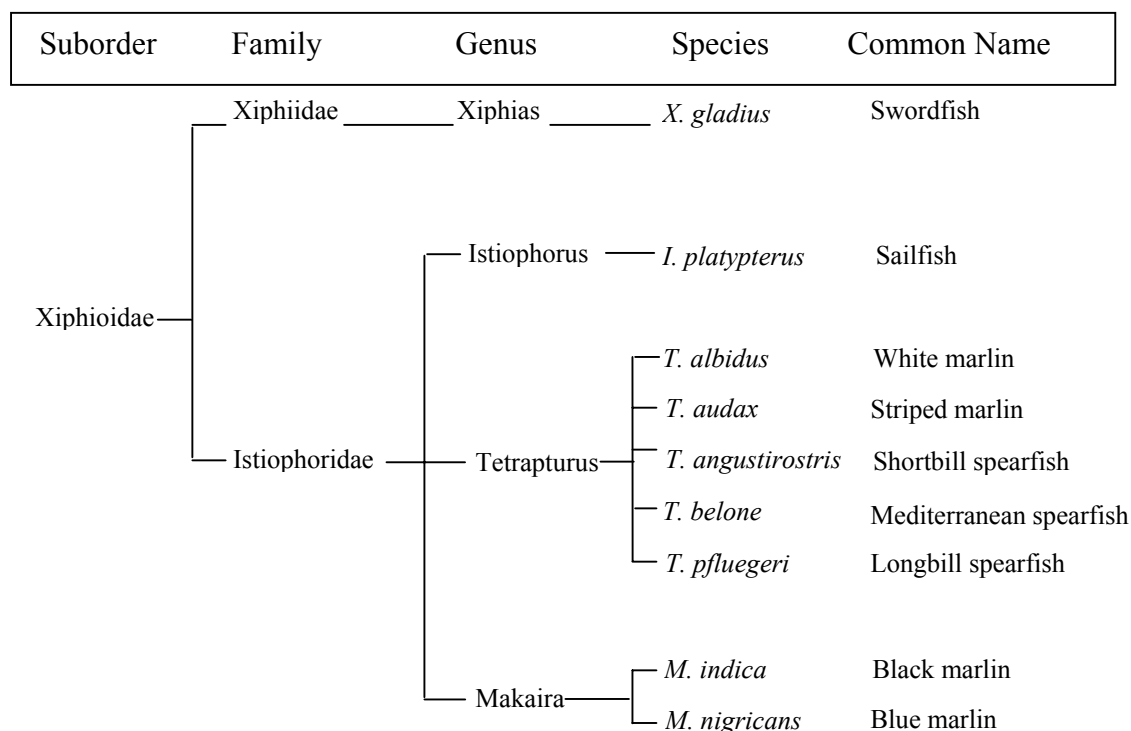 Suborder Family Genus Species Common Name
Xiphiidae Xiphias X. gladius Swordfish
Istiophorus I. platypterus Sailfish
Xiphioidae
T. albidus White marlin
T. audax Striped marlin
Istiophoridae Tetrapturus T. angustirostris Shortbill spearfish
T. belone Mediterranean spearfish
T. pfluegeri Longbill spearfish
M. indica Black marlin
Makaira
M. nigricans Blue marlin